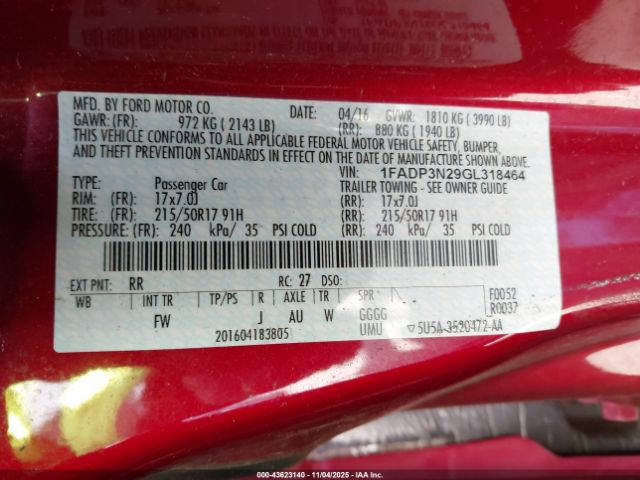 MFD. BY FORD MOTOR CO. DATE: 04/16 GVWR: 1810 KG ( 3990 LB)
GAWR: (FR): 972 KG ( 2143 LB) (RR): 880 KG ( 1940 LB)
THIS VEHICLE CONFORMS TO ALL APPLICABLE FEDERAL MOTOR VEHICLE SAFETY, BUMPER,
AND THEFT PREVENTION STANDARDS IN EFFECT ON THE DATE OF MANUFACTURE SHOWN ABOVE.
VIN: 1FADP3N29GL318464
TYPE: Passenger Car TRAILER TOWING - SEE OWNER GUIDE
RIM: (FR): 17x7.0J (RR): 17x7.0J
TIRE: (FR): 215/50R17 91H (RR): 215/50R17 91H
PRESSURE: (FR): 240 kPa/ 35 PSI COLD (RR): 240 kPa/ 35 PSI COLD
EXT PNT: RR RC: 27 DSO:
WB INT TR TP/PS R AXLE TR SPR F0052
FW J AU W GGGG R0037
201604183805 UMU 5U5A-3520472-AA
000-43623140 - 11/04/2025 - IAAI.COM